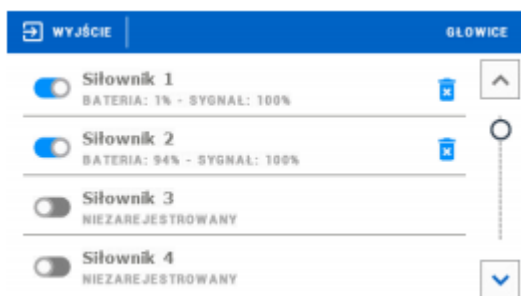 WYJŚCIE GŁOWICE
Siłownik 1
BATERIA: 1% - SYGNAŁ: 100%
Siłownik 2
BATERIA: 94% - SYGNAŁ: 100%
Siłownik 3
NIEZAREJESTROWANY
Siłownik 4
NIEZAREJESTROWANY